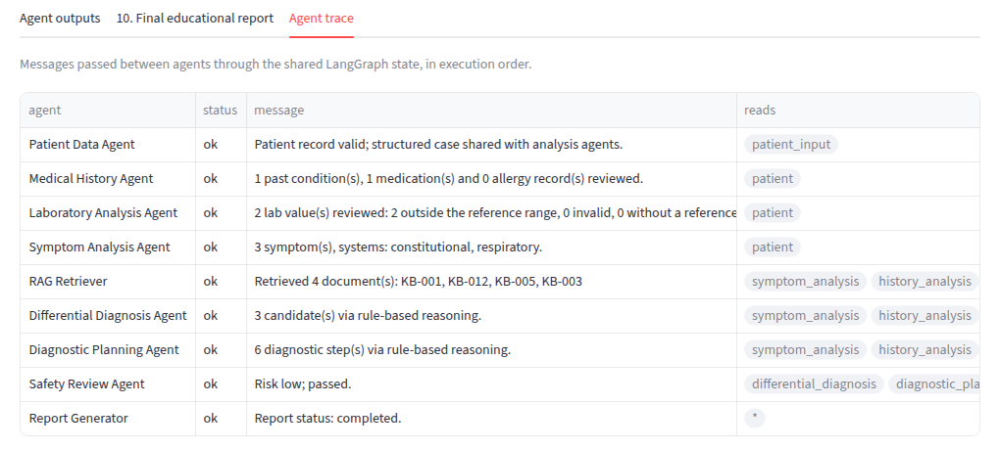 Agent outputs 10. Final educational report Agent trace
Messages passed between agents through the shared LangGraph state, in execution order.
agent status message reads
Patient Data Agent ok Patient record valid; structured case shared with analysis agents. patient_input
Medical History Agent ok 1 past condition(s), 1 medication(s) and 0 allergy record(s) reviewed. patient
Laboratory Analysis Agent ok 2 lab value(s) reviewed: 2 outside the reference range, 0 invalid, 0 without a reference patient
Symptom Analysis Agent ok 3 symptom(s), systems: constitutional, respiratory. patient
RAG Retriever ok Retrieved 4 document(s): KB-001, KB-012, KB-005, KB-003 symptom_analysis history_analysis
Differential Diagnosis Agent ok 3 candidate(s) via rule-based reasoning. symptom_analysis history_analysis
Diagnostic Planning Agent ok 6 diagnostic step(s) via rule-based reasoning. symptom_analysis history_analysis
Safety Review Agent ok Risk low; passed. differential_diagnosis diagnostic_pla
Report Generator ok Report status: completed. *